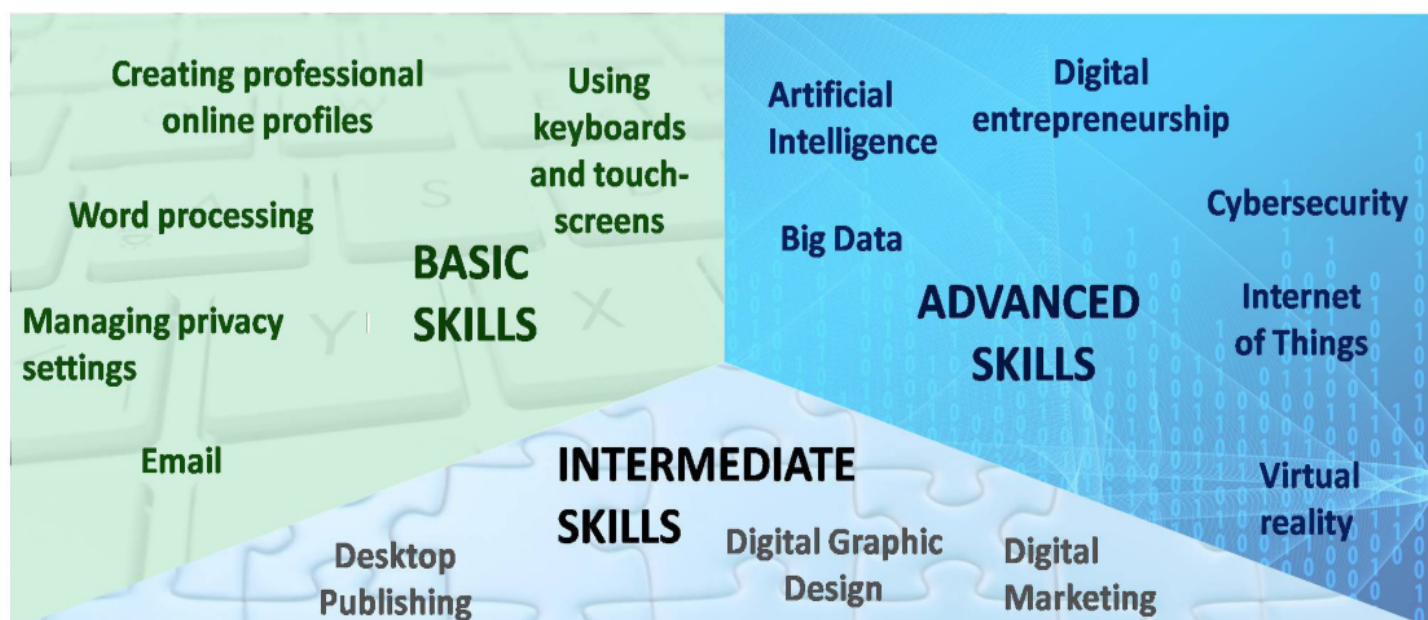 Creating professional
online profiles
Using
keyboards
and touch-
screens
Word processing
BASIC
SKILLS
Managing privacy
settings
Email
Artificial
Intelligence
Digital
entrepreneurship
Cybersecurity
Big Data
ADVANCED
SKILLS
Internet
of Things
Virtual
reality
INTERMEDIATE
SKILLS
Desktop
Publishing
Digital Graphic
Design
Digital
Marketing